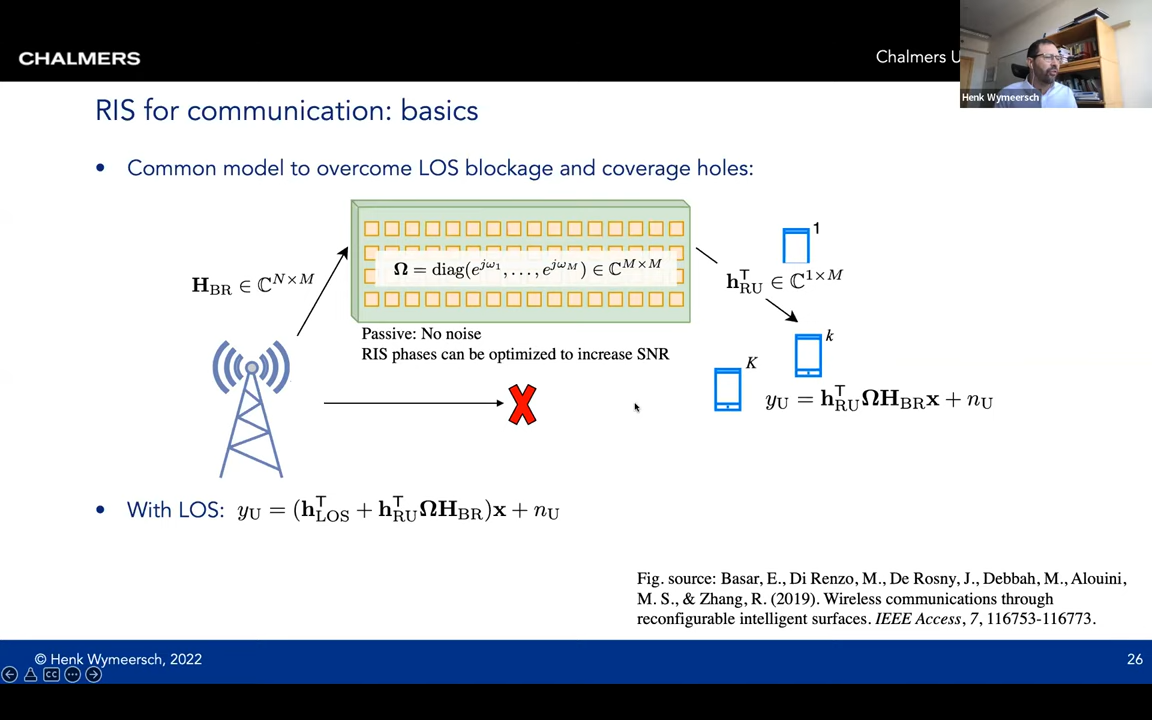 CHALMERS
Chalmers U
Henk Wymeersch
RIS for communication: basics
• Common model to overcome LOS blockage and coverage holes:
1
Ω = diag(e^{jω_1}, . . . , e^{jω_M}) ∈ ℂ^{M×M}
H_BR ∈ ℂ^{N×M}
h_RU^T ∈ ℂ^{1×M}
Passive: No noise
RIS phases can be optimized to increase SNR
k
K
y_U = h_RU^T Ω H_BR x + n_U
• With LOS: y_U = (h_LOS^T + h_RU^T Ω H_BR)x + n_U
Fig. source: Basar, E., Di Renzo, M., De Rosny, J., Debbah, M., Alouini,
M. S., & Zhang, R. (2019). Wireless communications through
reconfigurable intelligent surfaces. IEEE Access, 7, 116753-116773.
© Henk Wymeersch, 2022
26
CC